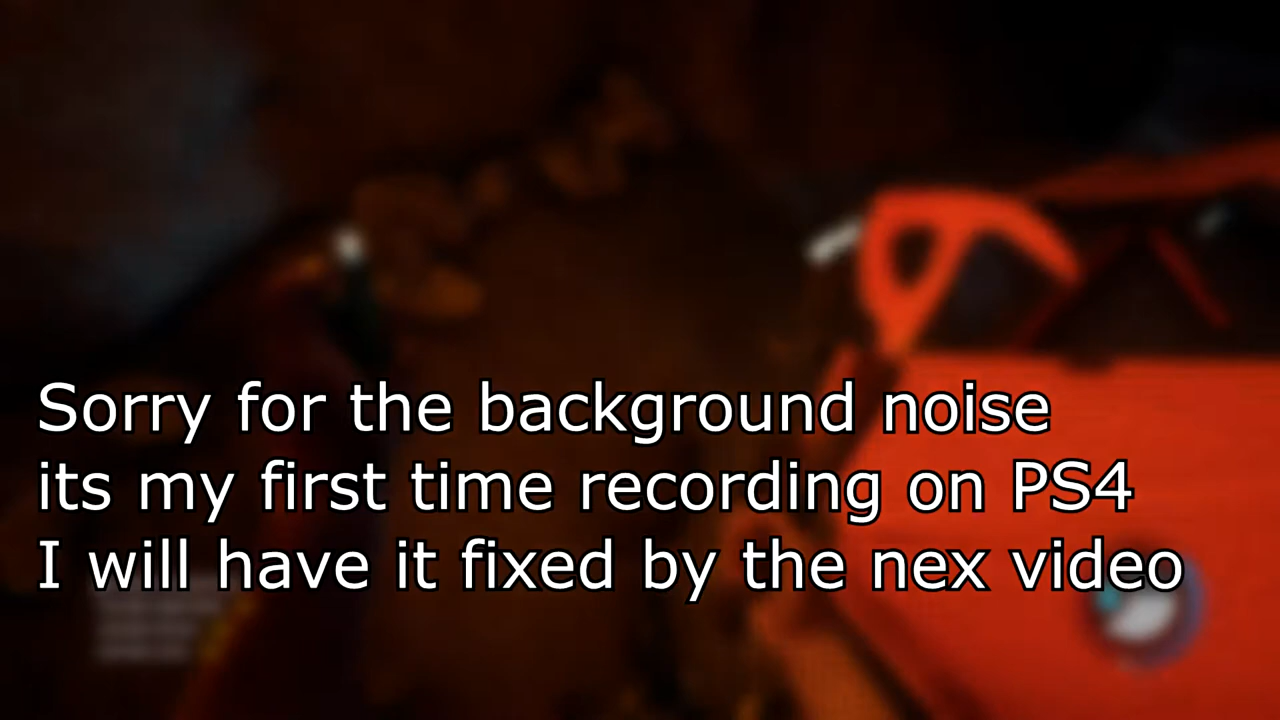 Sorry for the background noise
its my first time recording on PS4
I will have it fixed by the nex video